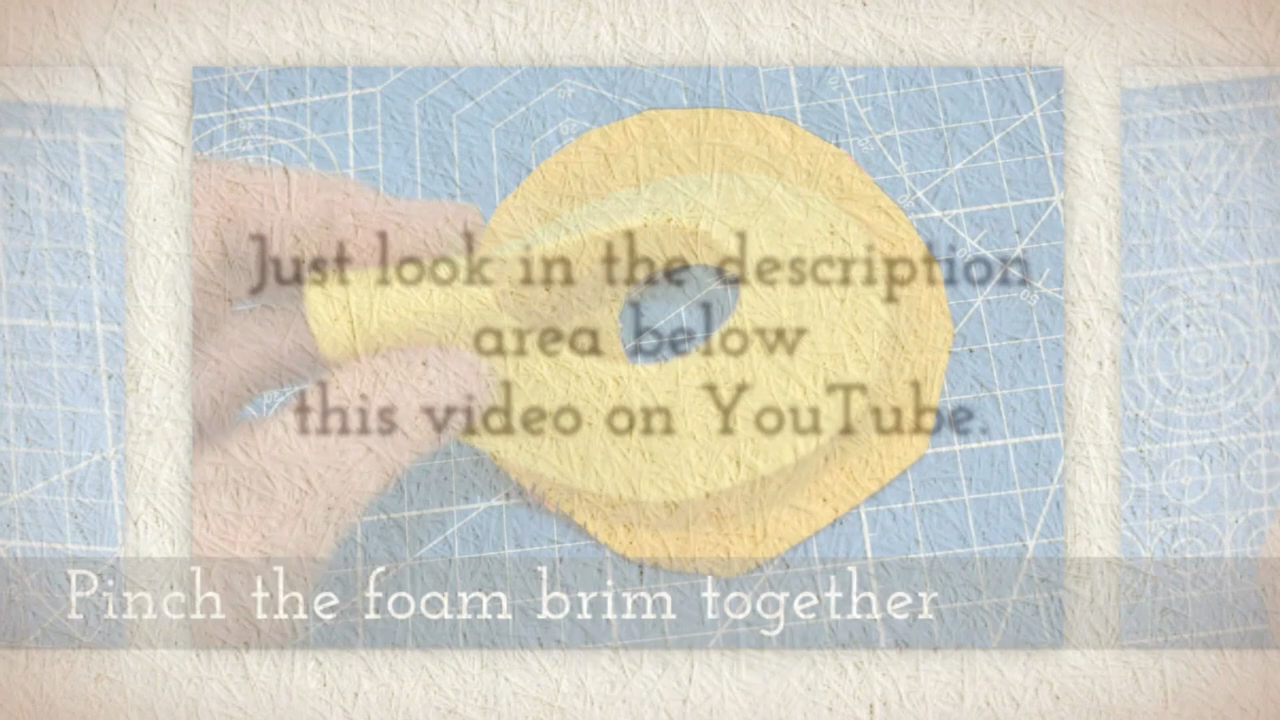 Just look in the description
area below
this video on YouTube.
Pinch the foam brim together